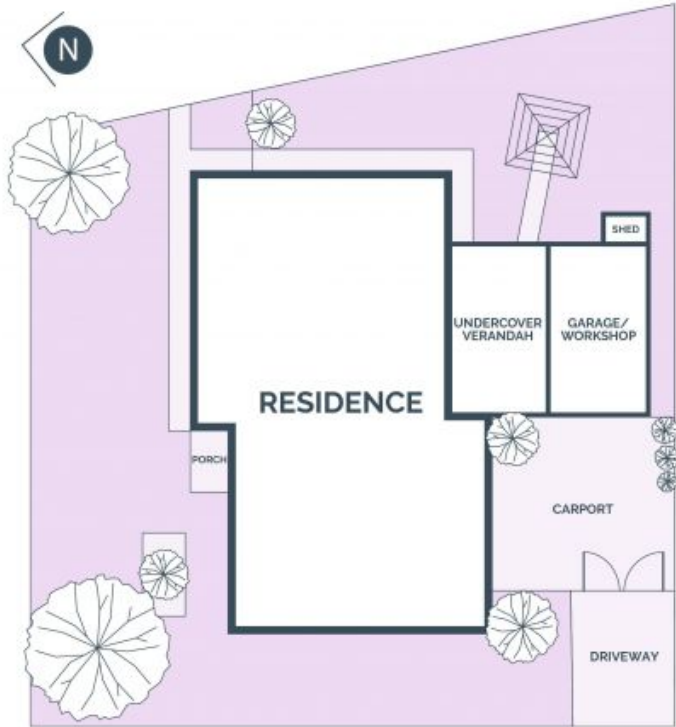 N
SHED
UNDERCOVER
VERANDAH
GARAGE/
WORKSHOP
RESIDENCE
PORCH
CARPORT
DRIVEWAY